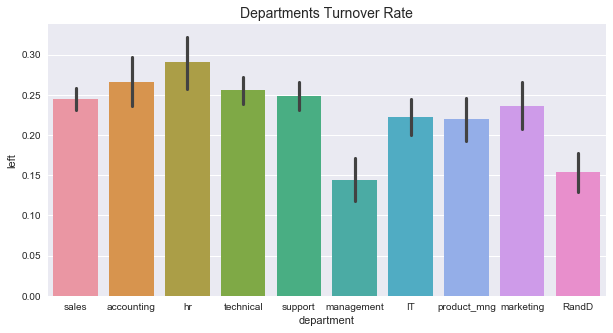 Departments Turnover Rate
0.30
0.25
0.20
0.15
0.10
0.05
0.00
left
sales accounting hr technical support management IT product_mng marketing RandD
department